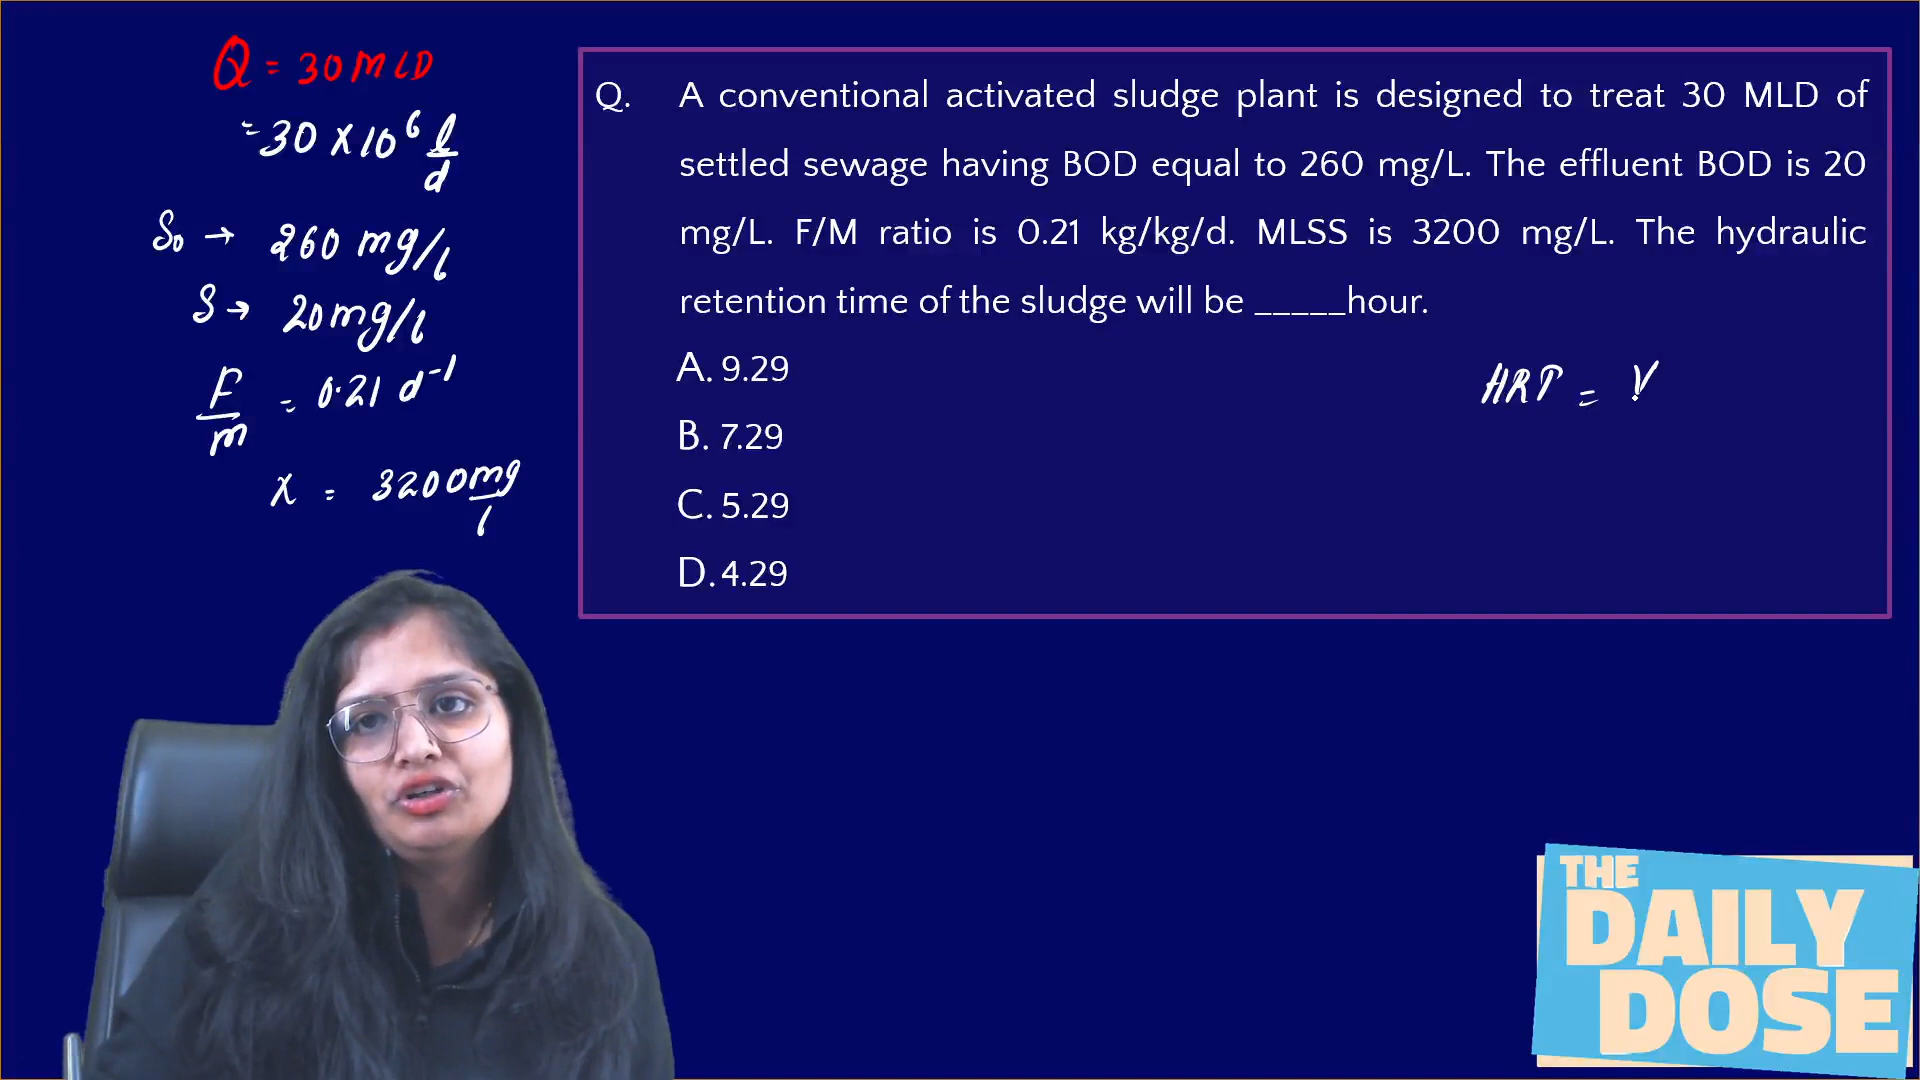 Q = 30 MLD
= 30 × 10⁶ l/d
S₀ → 260 mg/l
S → 20 mg/l
F/m = 0.21 d⁻¹
X = 3200 mg/l
Q. A conventional activated sludge plant is designed to treat 30 MLD of
settled sewage having BOD equal to 260 mg/L. The effluent BOD is 20
mg/L. F/M ratio is 0.21 kg/kg/d. MLSS is 3200 mg/L. The hydraulic
retention time of the sludge will be _____hour.
A. 9.29
B. 7.29
C. 5.29
D. 4.29
HRT = V
THE
DAILY
DOSE